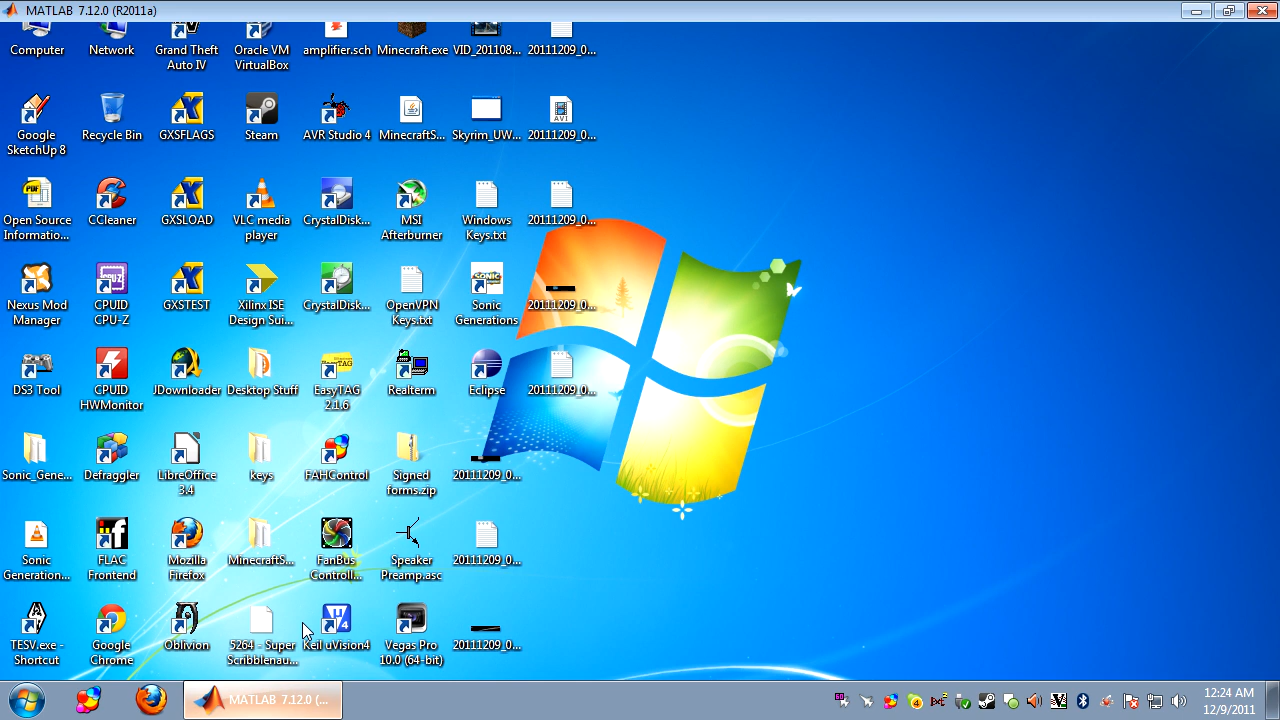 MATLAB 7.12.0 (R2011a)
Computer
Network
Grand Theft
Auto IV
Oracle VM
VirtualBox
amplifier.sch
Minecraft.exe
VID_201108...
20111209_0...
Google
SketchUp 8
Recycle Bin
GXSFLAGS
Steam
AVR Studio 4
MinecraftS...
Skyrim_UW...
20111209_0...
AVI
PDF
Open Source
Informatio...
CCleaner
GXSLOAD
VLC media
player
CrystalDisk...
MSI
Afterburner
Windows
Keys.txt
20111209_0...
Nexus Mod
Manager
CPUID
CPU-Z
GXSTEST
Xilinx ISE
Design Sui...
CrystalDisk...
OpenVPN
Keys.txt
Sonic
Generations
20111209_0...
DS3 Tool
CPUID
HWMonitor
JDownloader
Desktop Stuff
EasyTAG
2.1.6
Realterm
Eclipse
20111209_0...
Sonic_Gene...
Defraggler
LibreOffice
3.4
keys
FAHControl
Signed
forms.zip
20111209_0...
Sonic
Generation...
FLAC
Frontend
Mozilla
Firefox
MinecraftS...
FanBus
Controll...
Speaker
Preamp.asc
20111209_0...
TESV.exe -
Shortcut
Google
Chrome
Oblivion
5264 - Super
Scribblenau...
Keil uVision4
Vegas Pro
10.0 (64-bit)
20111209_0...
MATLAB 7.12.0 (...
12:24 AM
12/9/2011